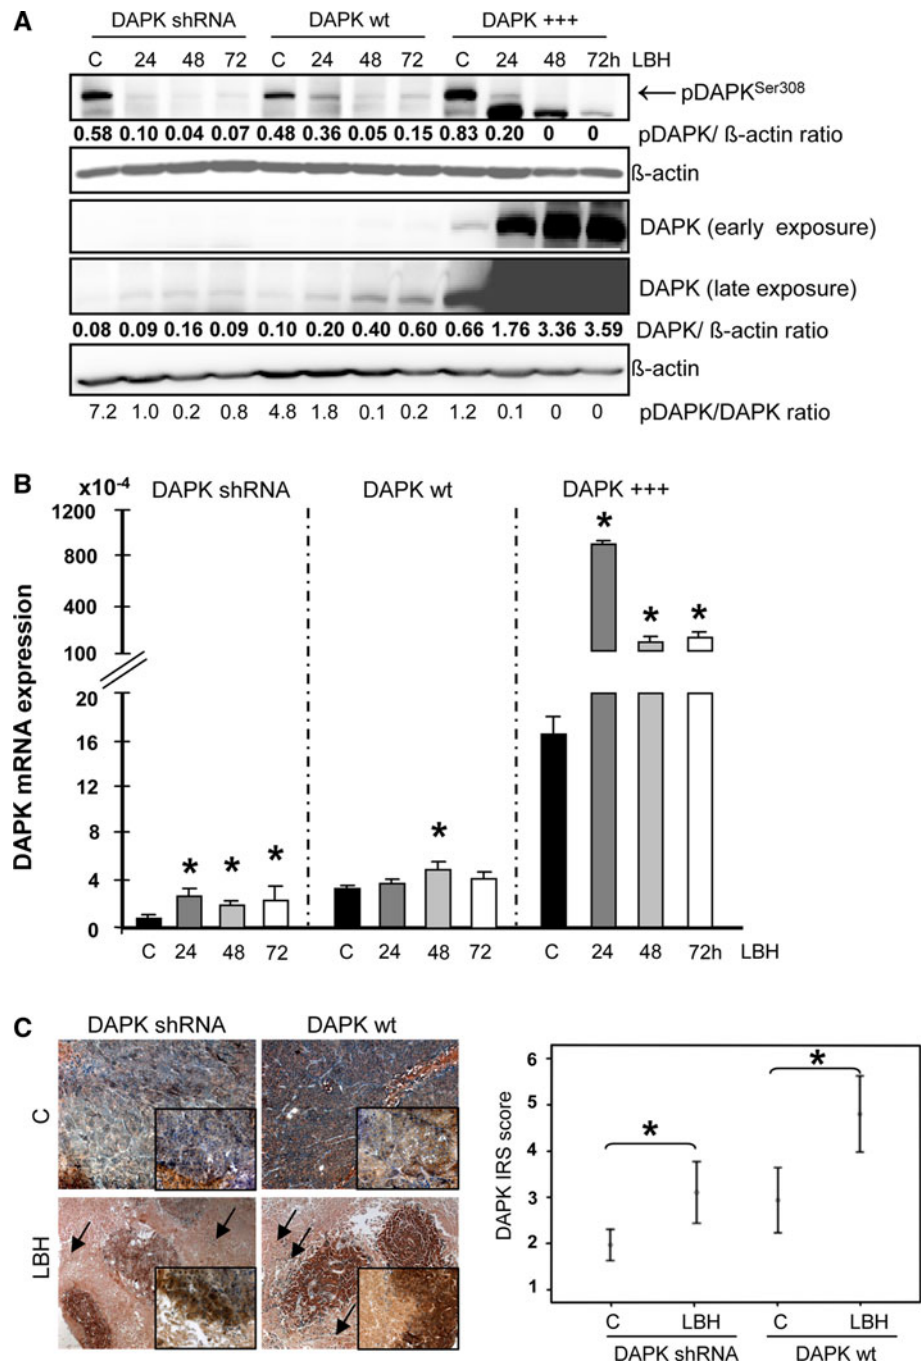 A
DAPK shRNA DAPK wt DAPK +++
C 24 48 72 C 24 48 72 C 24 48 72h LBH
← pDAPKSer308
0.58 0.10 0.04 0.07 0.48 0.36 0.05 0.15 0.83 0.20 0 0 pDAPK/ ß-actin ratio
ß-actin
DAPK (early exposure)
DAPK (late exposure)
0.08 0.09 0.16 0.09 0.10 0.20 0.40 0.60 0.66 1.76 3.36 3.59 DAPK/ ß-actin ratio
ß-actin
7.2 1.0 0.2 0.8 4.8 1.8 0.1 0.2 1.2 0.1 0 0 pDAPK/DAPK ratio
B
x10-4 DAPK shRNA DAPK wt DAPK +++
DAPK mRNA expression
1200
800
400
100
20
16
12
8
4
0
* * * * * * *
C 24 48 72 C 24 48 72 C 24 48 72h LBH
C
DAPK shRNA DAPK wt
C
LBH
DAPK IRS score
6
5
4
3
2
1
* *
C LBH C LBH
DAPK shRNA DAPK wt